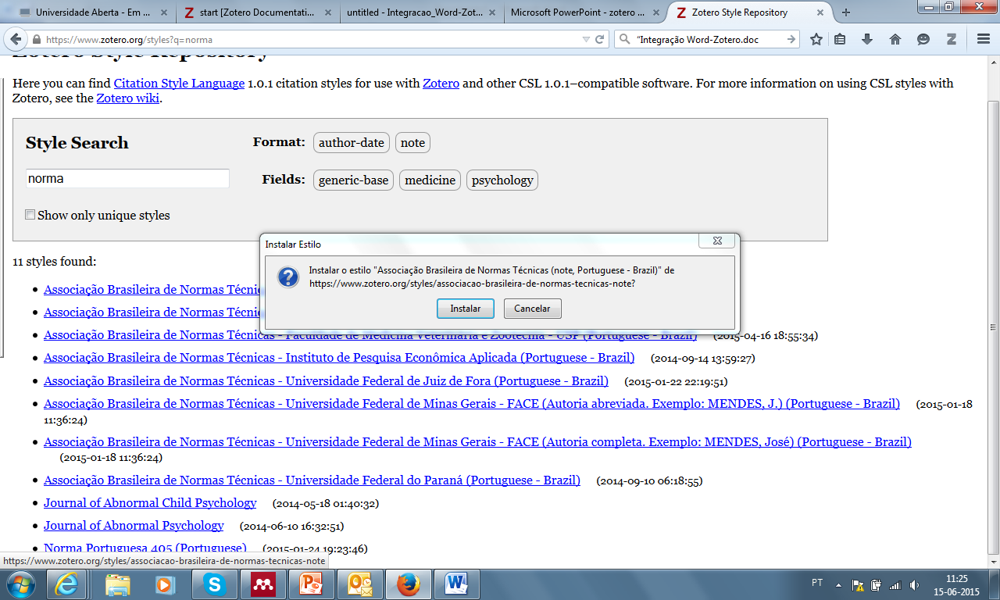 Universidade Aberta - Em ...
start [Zotero Documentati...
untitled - Integracao_Word-Zot...
Microsoft PowerPoint - zotero ...
Zotero Style Repository
https://www.zotero.org/styles?q=norma
"Integração Word-Zotero.doc
Zotero Style Repository
Here you can find Citation Style Language 1.0.1 citation styles for use with Zotero and other CSL 1.0.1–compatible software. For more information on using CSL styles with
Zotero, see the Zotero wiki.
Style Search
Format: author-date note
norma
Fields: generic-base medicine psychology
Show only unique styles
11 styles found:
Instalar Estilo
Instalar o estilo "Associação Brasileira de Normas Técnicas (note, Portuguese - Brazil)" de
https://www.zotero.org/styles/associacao-brasileira-de-normas-tecnicas-note?
Instalar Cancelar
Associação Brasileira de Normas Técnic
Associação Brasileira de Normas Técnic
Associação Brasileira de Normas Técnicas - Faculdade de Medicina Veterinária e Zootecnia - USP (Portuguese - Brazil) (2015-04-16 18:55:34)
Associação Brasileira de Normas Técnicas - Instituto de Pesquisa Econômica Aplicada (Portuguese - Brazil) (2014-09-14 13:59:27)
Associação Brasileira de Normas Técnicas - Universidade Federal de Juiz de Fora (Portuguese - Brazil) (2015-01-22 22:19:51)
Associação Brasileira de Normas Técnicas - Universidade Federal de Minas Gerais - FACE (Autoria abreviada. Exemplo: MENDES, J.) (Portuguese - Brazil) (2015-01-18
11:36:24)
Associação Brasileira de Normas Técnicas - Universidade Federal de Minas Gerais - FACE (Autoria completa. Exemplo: MENDES, José) (Portuguese - Brazil)
(2015-01-18 11:36:24)
Associação Brasileira de Normas Técnicas - Universidade Federal do Paraná (Portuguese - Brazil) (2014-09-10 06:18:55)
Journal of Abnormal Child Psychology (2014-05-18 01:40:32)
Journal of Abnormal Psychology (2014-06-10 16:32:51)
Norma Portuguesa 405 (Portuguese) (2015-01-24 19:23:46)
https://www.zotero.org/styles/associacao-brasileira-de-normas-tecnicas-note
PT
11:25
15-06-2015